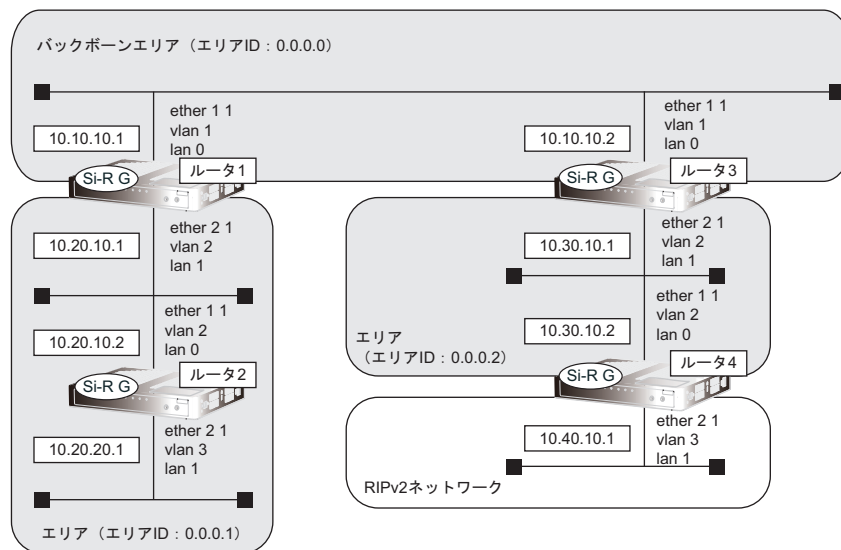 バックボーンエリア（エリアID：0.0.0.0）
ether 1 1
vlan 1
lan 0
10.10.10.1
Si-R G
ルータ1
ether 1 1
vlan 1
lan 0
10.10.10.2
Si-R G
ルータ3
ether 2 1
vlan 2
lan 1
10.20.10.1
ether 1 1
vlan 2
lan 0
10.20.10.2
Si-R G
ルータ2
ether 2 1
vlan 3
lan 1
10.20.20.1
エリア（エリアID：0.0.0.1）
ether 2 1
vlan 2
lan 1
10.30.10.1
ether 1 1
vlan 2
lan 0
10.30.10.2
エリア
（エリアID：0.0.0.2）
Si-R G
ルータ4
ether 2 1
vlan 3
lan 1
10.40.10.1
RIPv2ネットワーク